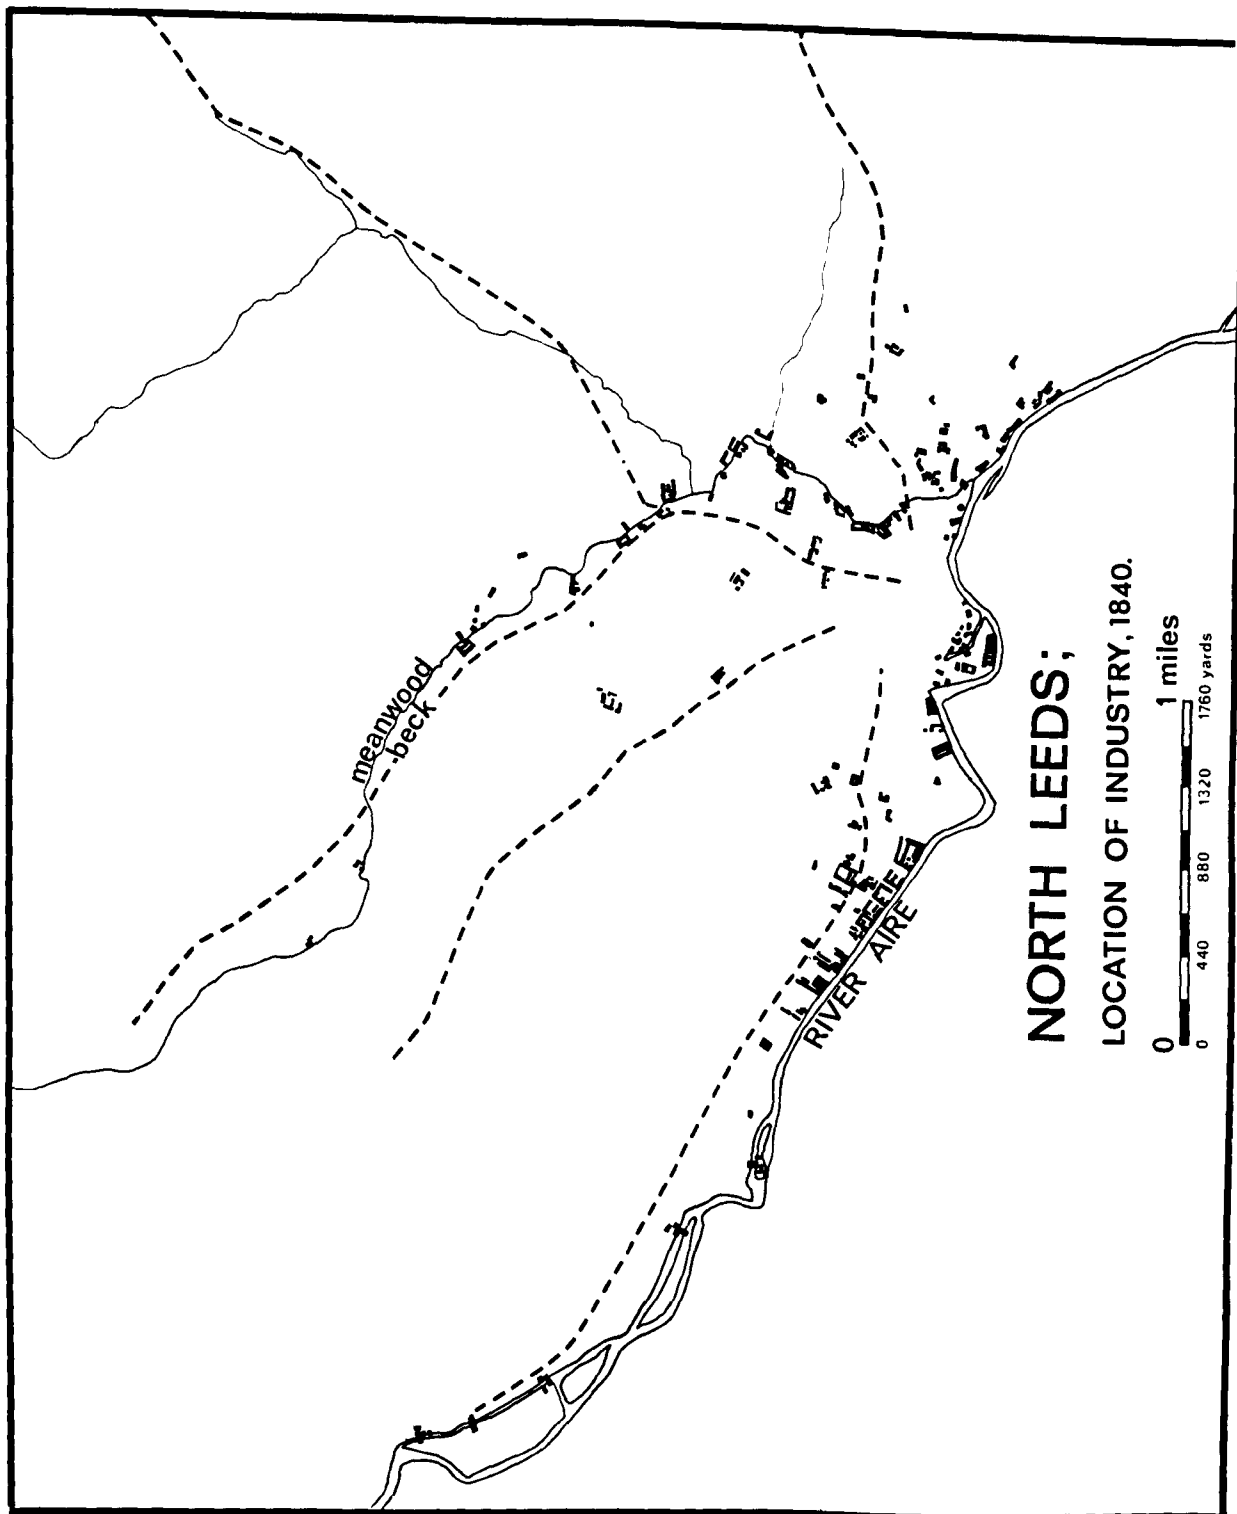 meanwood
beck
RIVER AIRE
NORTH LEEDS;
LOCATION OF INDUSTRY, 1840.
0 1 miles
0 440 880 1320 1760 yards